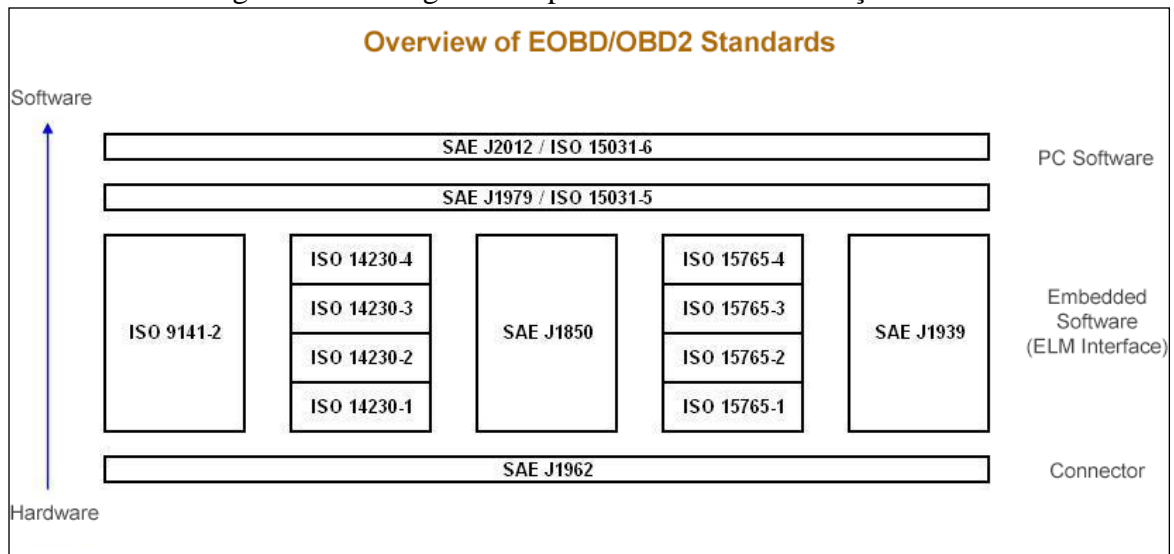 Overview of EOBD/OBD2 Standards
Software
SAE J2012 / ISO 15031-6
PC Software
SAE J1979 / ISO 15031-5
ISO 9141-2
ISO 14230-4
ISO 14230-3
ISO 14230-2
ISO 14230-1
SAE J1850
ISO 15765-4
ISO 15765-3
ISO 15765-2
ISO 15765-1
SAE J1939
Embedded
Software
(ELM Interface)
SAE J1962
Connector
Hardware